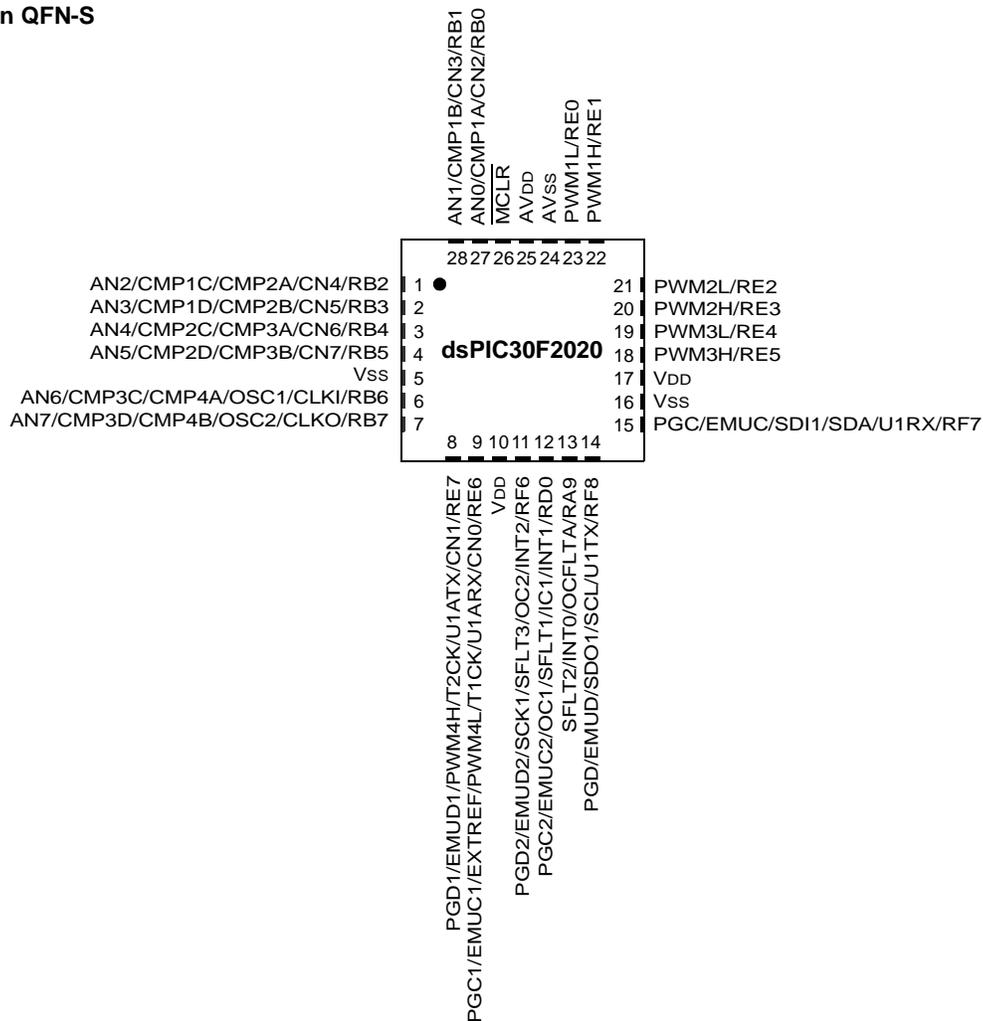 n QFN-S
AN1/CMP1B/CN3/RB1
AN0/CMP1A/CN2/RB0
MCLR
AVDD
AVSS
PWM1L/RE0
PWM1H/RE1
28 27 26 25 24 23 22
AN2/CMP1C/CMP2A/CN4/RB2 1
AN3/CMP1D/CMP2B/CN5/RB3 2
AN4/CMP2C/CMP3A/CN6/RB4 3
AN5/CMP2D/CMP3B/CN7/RB5 4
VSS 5
AN6/CMP3C/CMP4A/OSC1/CLKI/RB6 6
AN7/CMP3D/CMP4B/OSC2/CLKO/RB7 7
dsPIC30F2020
21 PWM2L/RE2
20 PWM2H/RE3
19 PWM3L/RE4
18 PWM3H/RE5
17 VDD
16 VSS
15 PGC/EMUC/SDI1/SDA/U1RX/RF7
8 9 10 11 12 13 14
PGD1/EMUD1/PWM4H/T2CK/U1ATX/CN1/RE7
PGC1/EMUC1/EXTREF/PWM4L/T1CK/U1ARX/CN0/RE6
VDD
PGD2/EMUD2/SCK1/SFLT3/OC2/INT2/RF6
PGC2/EMUC2/OC1/SFLT1/IC1/INT1/RD0
SFLT2/INT0/OCFLTA/RA9
PGD/EMUD/SDO1/SCL/U1TX/RF8